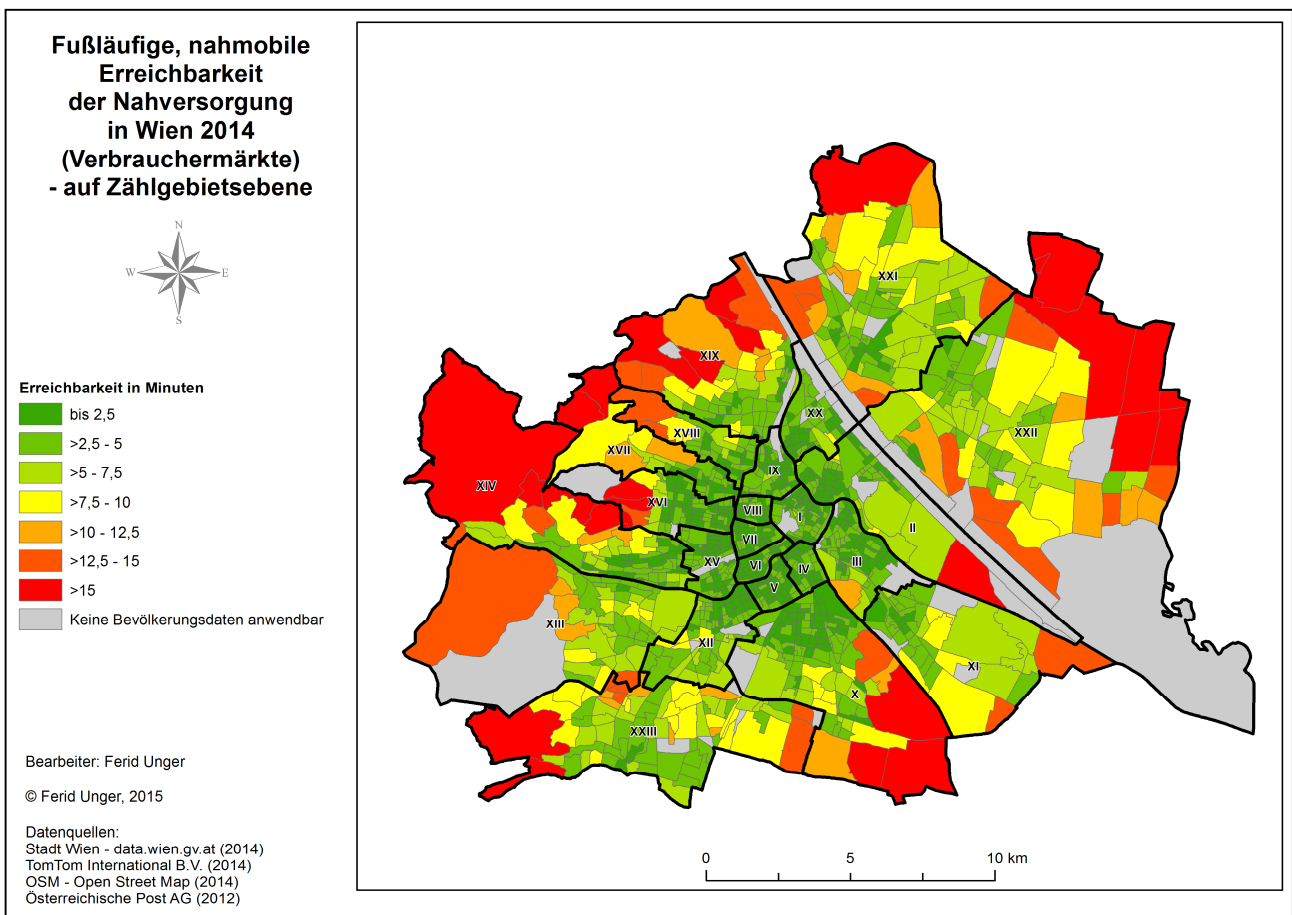 Fußläufige, nahmobile
Erreichbarkeit
der Nahversorgung
in Wien 2014
(Verbrauchermärkte)
- auf Zählgebietsebene
N
W
E
S
Erreichbarkeit in Minuten
bis 2,5
>2,5 - 5
>5 - 7,5
>7,5 - 10
>10 - 12,5
>12,5 - 15
>15
Keine Bevölkerungsdaten anwendbar
Bearbeiter: Ferid Unger
© Ferid Unger, 2015
Datenquellen:
Stadt Wien - data.wien.gv.at (2014)
TomTom International B.V. (2014)
OSM - Open Street Map (2014)
Österreichische Post AG (2012)
XXI
XIX
XX
XXII
XVIII
XVII
IX
XIV
XVI
VIII
I
II
VII
XV
VI
IV
III
V
XIII
XII
XI
X
XXIII
0
5
10 km